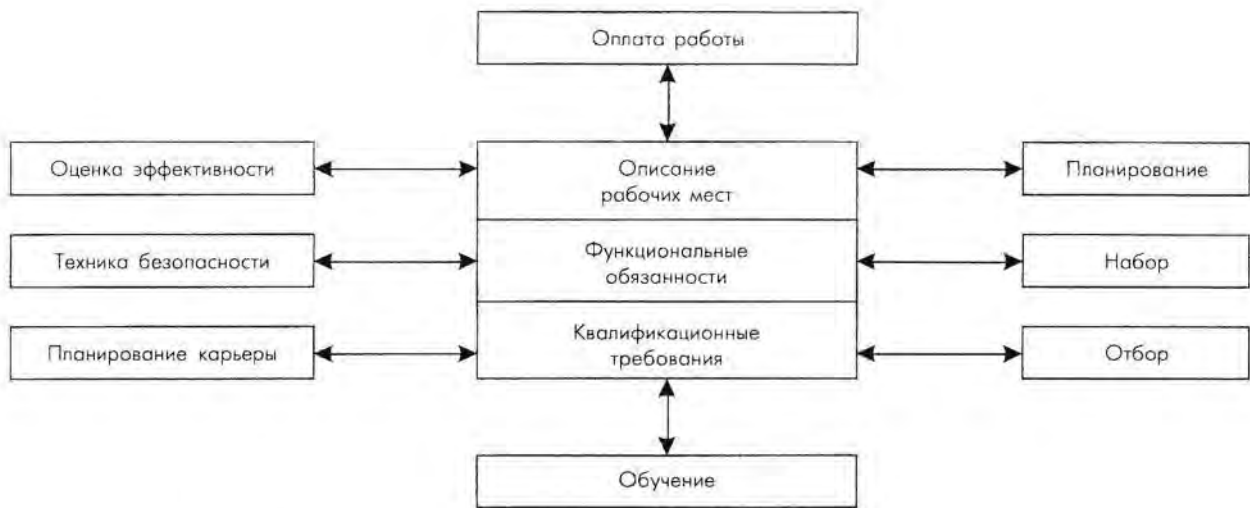 Оплата работы
Оценка эффективности
Описание
рабочих мест
Планирование
Техника безопасности
Функциональные
обязанности
Набор
Планирование карьеры
Квалификационные
требования
Отбор
Обучение